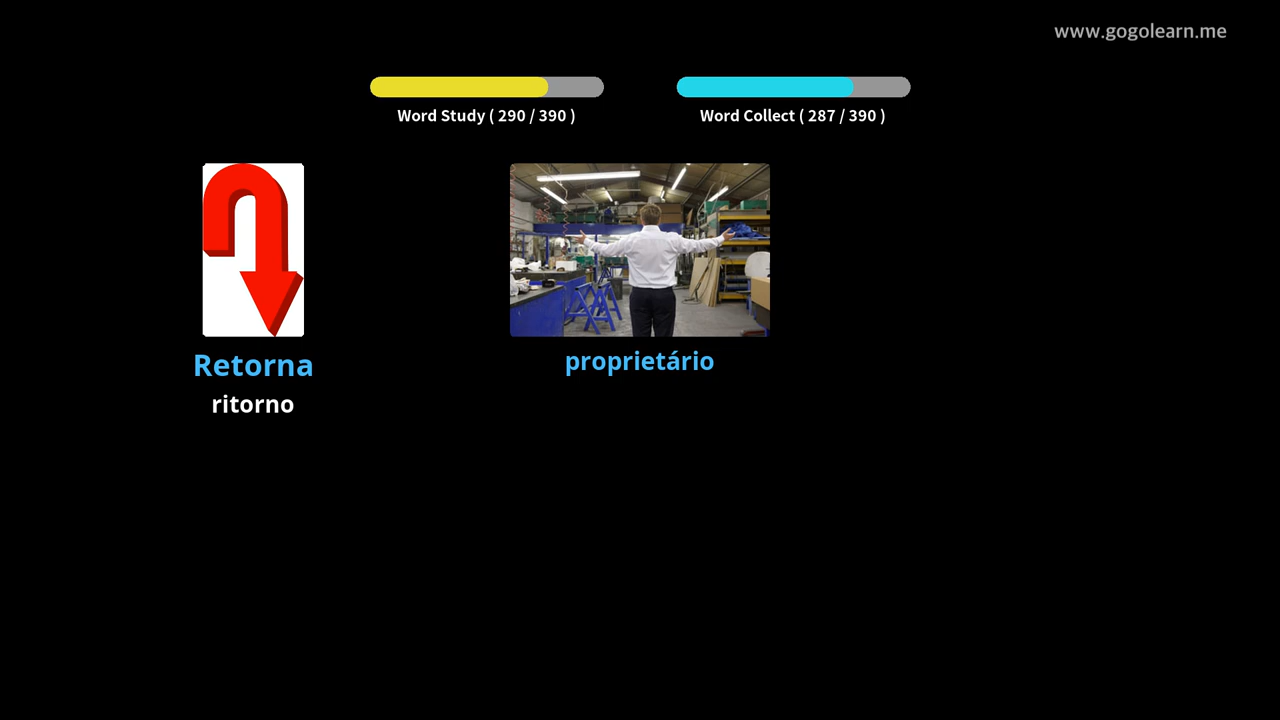 www.gogolearn.me
Word Study ( 290 / 390 )
Word Collect ( 287 / 390 )
Retorna
ritorno
proprietário